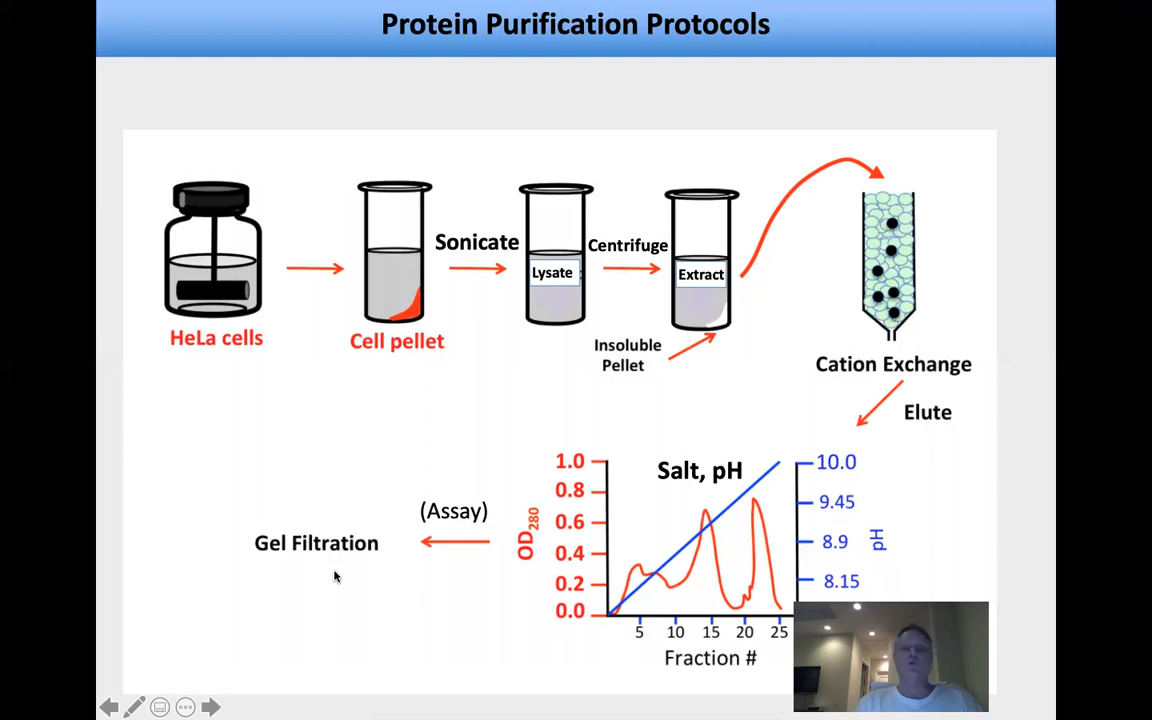 Protein Purification Protocols
HeLa cells
Cell pellet
Sonicate
Lysate
Centrifuge
Extract
Insoluble
Pellet
Cation Exchange
Elute
Salt, pH
1.0
0.8
0.6
0.4
0.2
0.0
OD280
10.0
9.45
8.9
8.15
pH
5 10 15 20 25
Fraction #
(Assay)
Gel Filtration